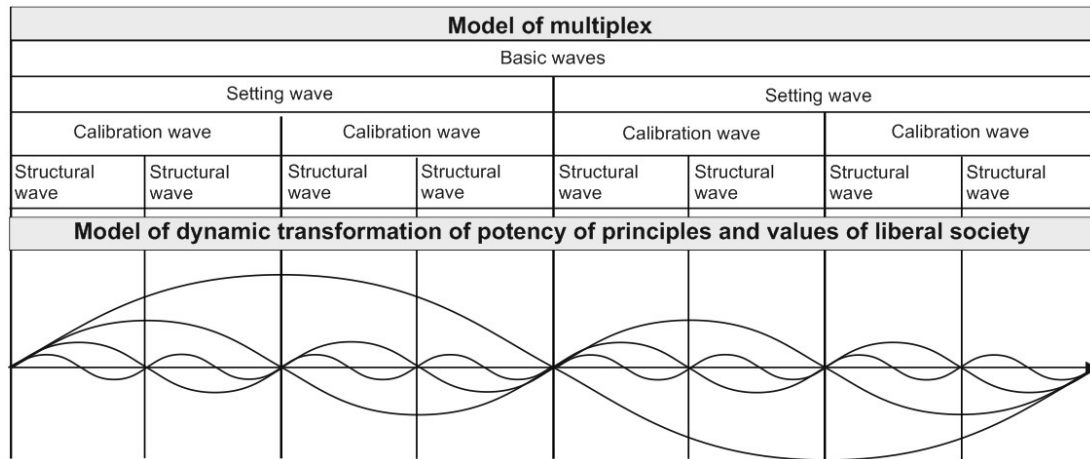 Model of multiplex
Basic waves
Setting wave
Setting wave
Calibration wave
Calibration wave
Calibration wave
Calibration wave
Structural
wave
Structural
wave
Structural
wave
Structural
wave
Structural
wave
Structural
wave
Structural
wave
Structural
wave
Model of dynamic transformation of potency of principles and values of liberal society